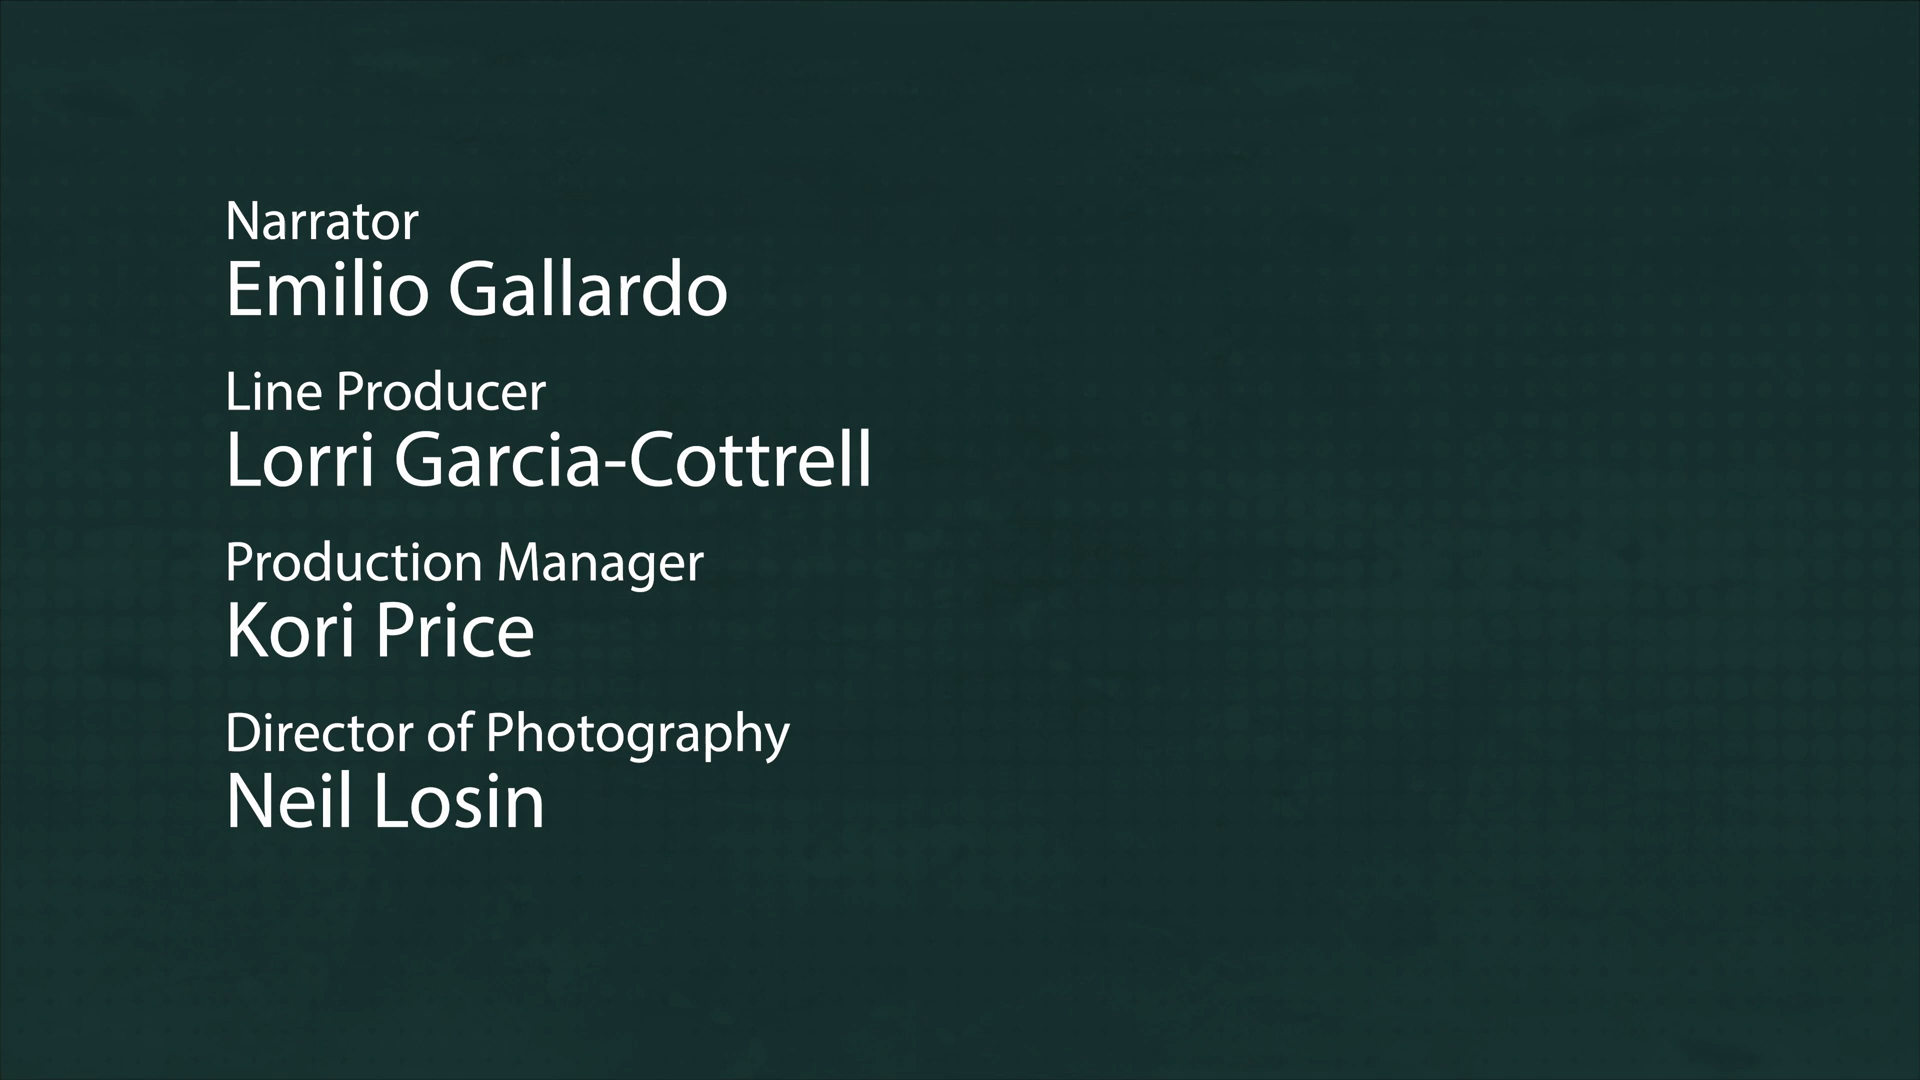 Narrator
Emilio Gallardo
Line Producer
Lorri Garcia-Cottrell
Production Manager
Kori Price
Director of Photography
Neil Losin